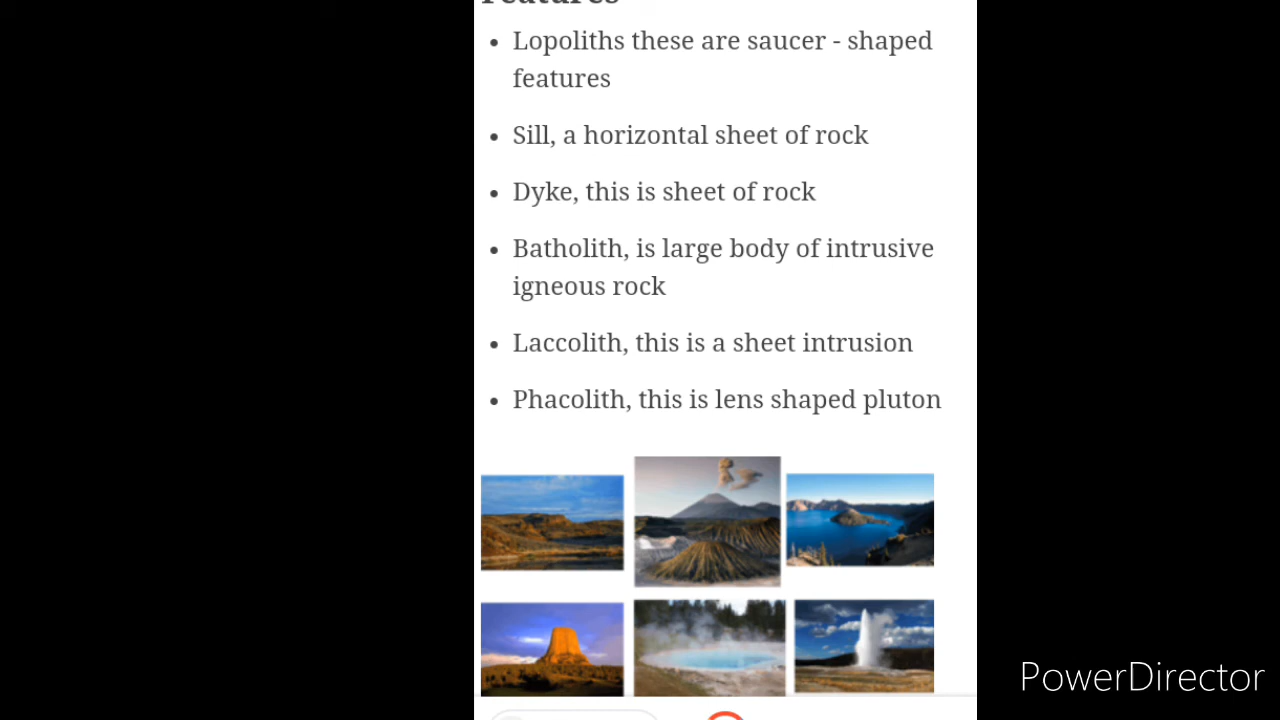 Features
Lopoliths these are saucer - shaped
features
Sill, a horizontal sheet of rock
Dyke, this is sheet of rock
Batholith, is large body of intrusive
igneous rock
Laccolith, this is a sheet intrusion
Phacolith, this is lens shaped pluton
PowerDirector